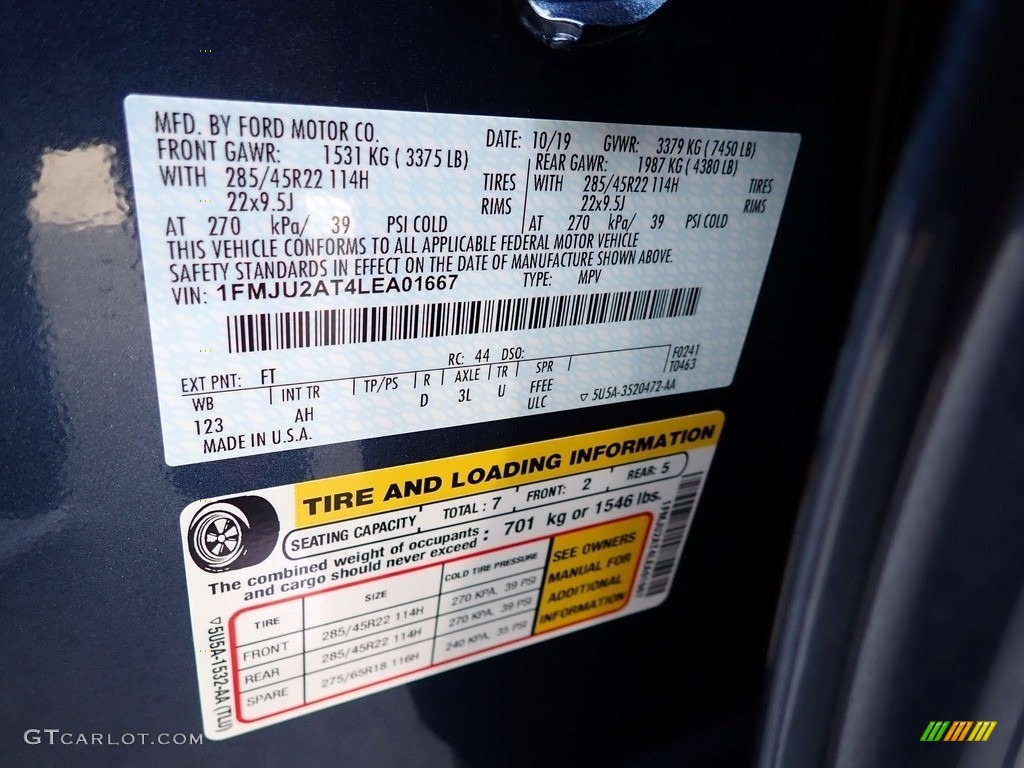 MFD. BY FORD MOTOR CO. DATE: 10/19 GVWR: 3379 KG ( 7450 LB)
FRONT GAWR: 1531 KG ( 3375 LB) REAR GAWR: 1987 KG ( 4380 LB)
WITH 285/45R22 114H TIRES WITH 285/45R22 114H TIRES
22x9.5J RIMS 22x9.5J RIMS
AT 270 kPa/ 39 PSI COLD AT 270 kPa/ 39 PSI COLD
THIS VEHICLE CONFORMS TO ALL APPLICABLE FEDERAL MOTOR VEHICLE
SAFETY STANDARDS IN EFFECT ON THE DATE OF MANUFACTURE SHOWN ABOVE.
VIN: 1FMJU2AT4LEA01667 TYPE: MPV
EXT PNT: FT RC: 44 DSO: F0241
T0463
WB INT TR TP/PS R AXLE TR SPR
123 AH D 3L U FFEE
ULC ▽ 5U5A-3520472-AA
MADE IN U.S.A.
TIRE AND LOADING INFORMATION
SEATING CAPACITY TOTAL : 7 FRONT: 2 REAR: 5
The combined weight of occupants
and cargo should never exceed : 701 kg or 1546 lbs.
TIRE SIZE COLD TIRE PRESSURE
FRONT 285/45R22 114H 270 KPA, 39 PSI
REAR 285/45R22 114H 270 KPA, 39 PSI
SPARE 275/65R18 116H 240 KPA, 35 PSI
SEE OWNERS
MANUAL FOR
ADDITIONAL
INFORMATION
▽5U5A-1532-AA (TLU)
GTCARLOT.COM